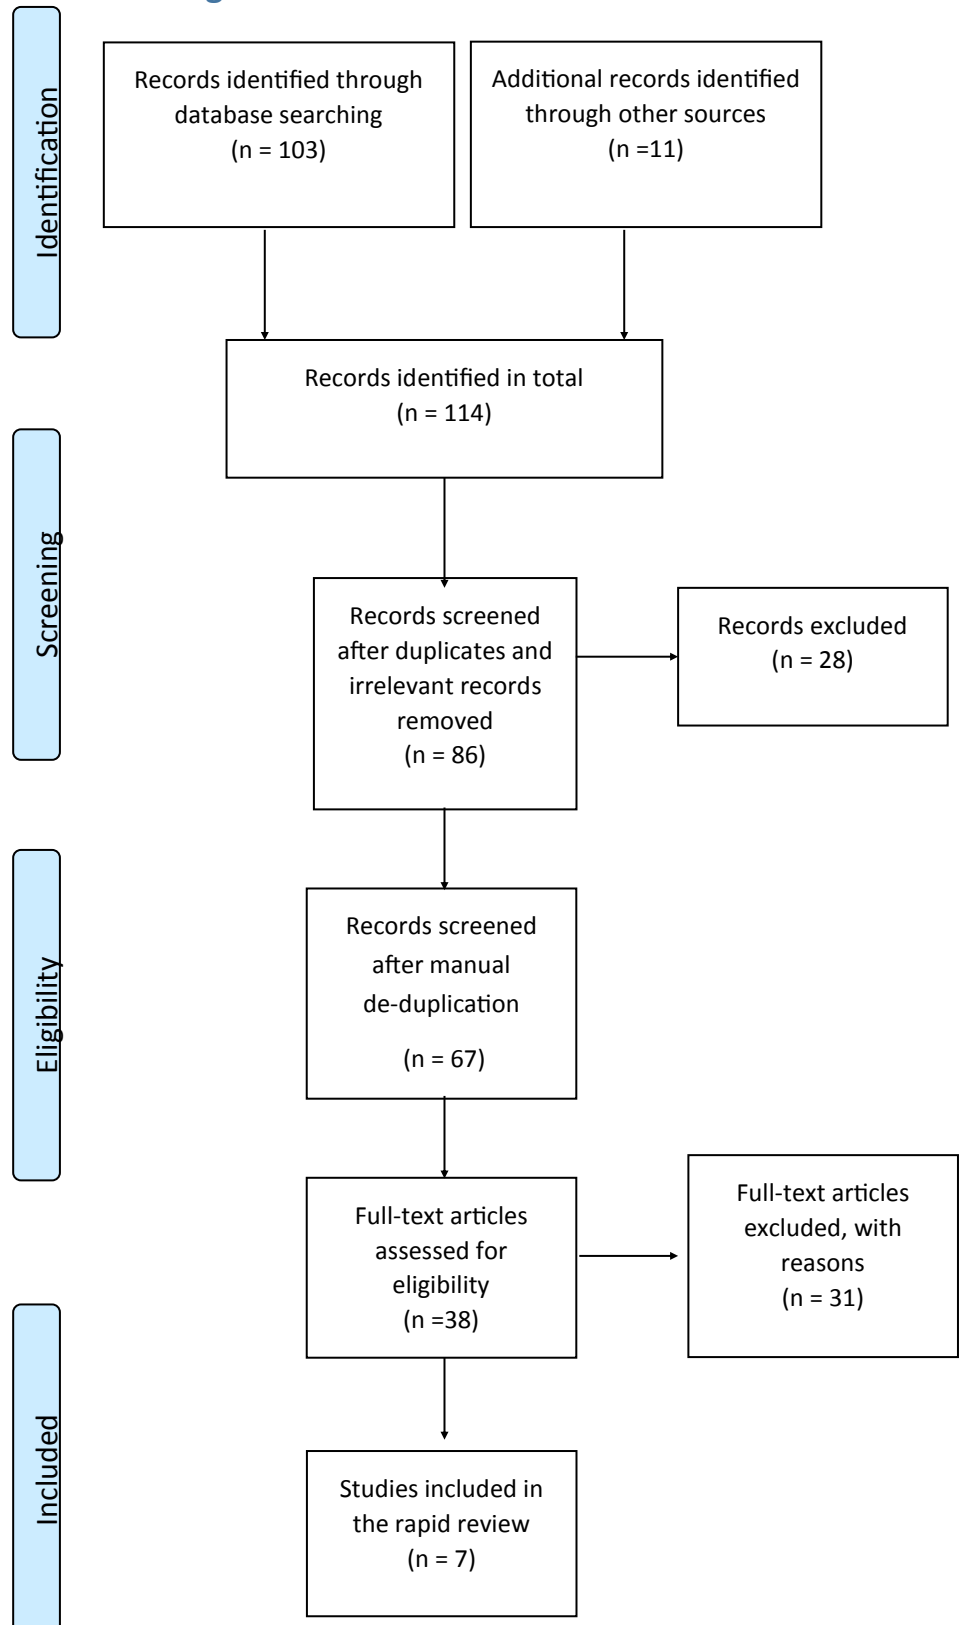 Identification
Records identified through
database searching
(n = 103)
Additional records identified
through other sources
(n =11)
Records identified in total
(n = 114)
Screening
Records screened
after duplicates and
irrelevant records
removed
(n = 86)
Records excluded
(n = 28)
Eligibility
Records screened
after manual
de-duplication
(n = 67)
Full-text articles
assessed for
eligibility
(n =38)
Full-text articles
excluded, with
reasons
(n = 31)
Included
Studies included in
the rapid review
(n = 7)